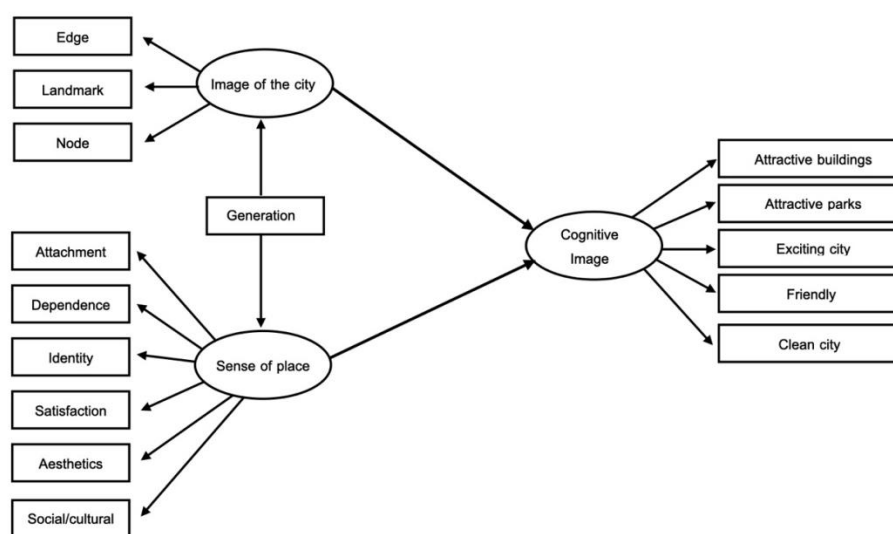 Edge
Landmark
Node
Image of the city
Generation
Attachment
Dependence
Identity
Satisfaction
Aesthetics
Social/cultural
Sense of place
Cognitive
Image
Attractive buildings
Attractive parks
Exciting city
Friendly
Clean city